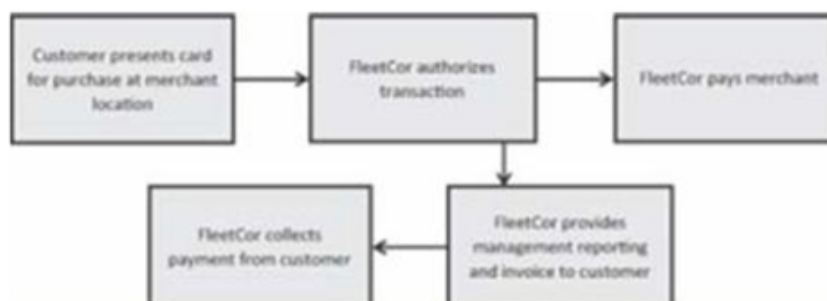 Customer presents card
for purchase at merchant
location
FleetCor authorizes
transaction
FleetCor pays merchant
FleetCor collects
payment from customer
FleetCor provides
management reporting
and invoice to customer